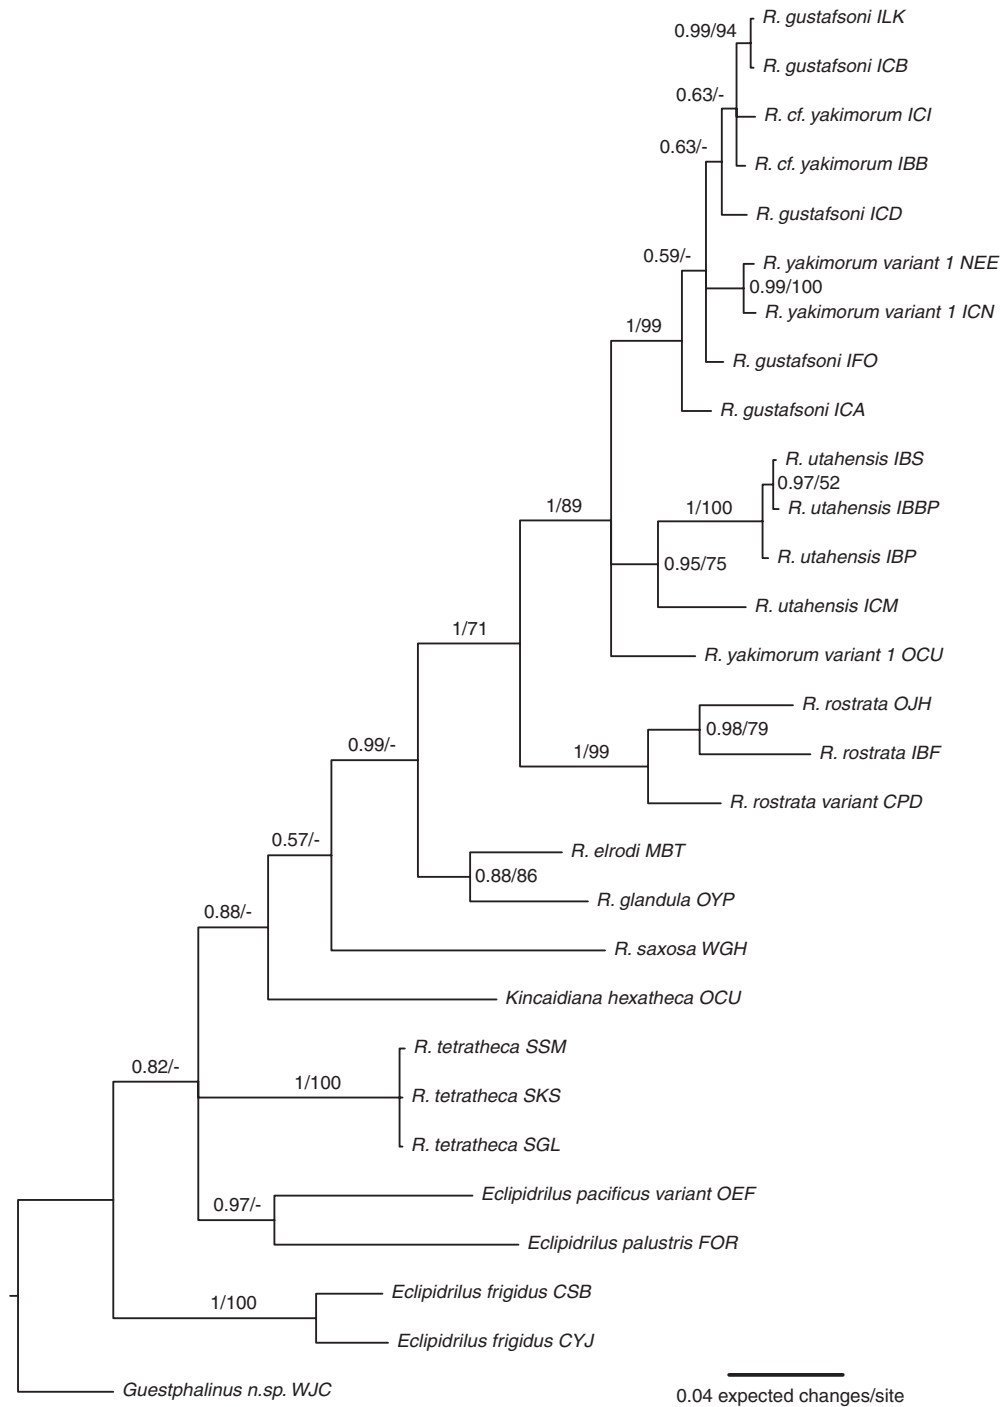 R. gustafsoni ILK
0.99/94
R. gustafsoni ICB
0.63/-
R. cf. yakimorum ICI
0.63/-
R. cf. yakimorum IBB
R. gustafsoni ICD
0.59/-
R. yakimorum variant 1 NEE
0.99/100
R. yakimorum variant 1 ICN
1/99
R. gustafsoni IFO
R. gustafsoni ICA
R. utahensis IBS
0.97/52
1/89
1/100
R. utahensis IBBP
R. utahensis IBP
0.95/75
R. utahensis ICM
1/71
R. yakimorum variant 1 OCU
R. rostrata OJH
0.98/79
0.99/-
1/99
R. rostrata IBF
R. rostrata variant CPD
0.57/-
R. elrodi MBT
0.88/86
R. glandula OYP
0.88/-
R. saxosa WGH
Kincaidiana hexatheca OCU
R. tetratheca SSM
0.82/-
1/100
R. tetratheca SKS
R. tetratheca SGL
Eclipidrilus pacificus variant OEF
0.97/-
Eclipidrilus palustris FOR
Eclipidrilus frigidus CSB
1/100
Eclipidrilus frigidus CYJ
Guestphalinus n.sp. WJC
0.04 expected changes/site